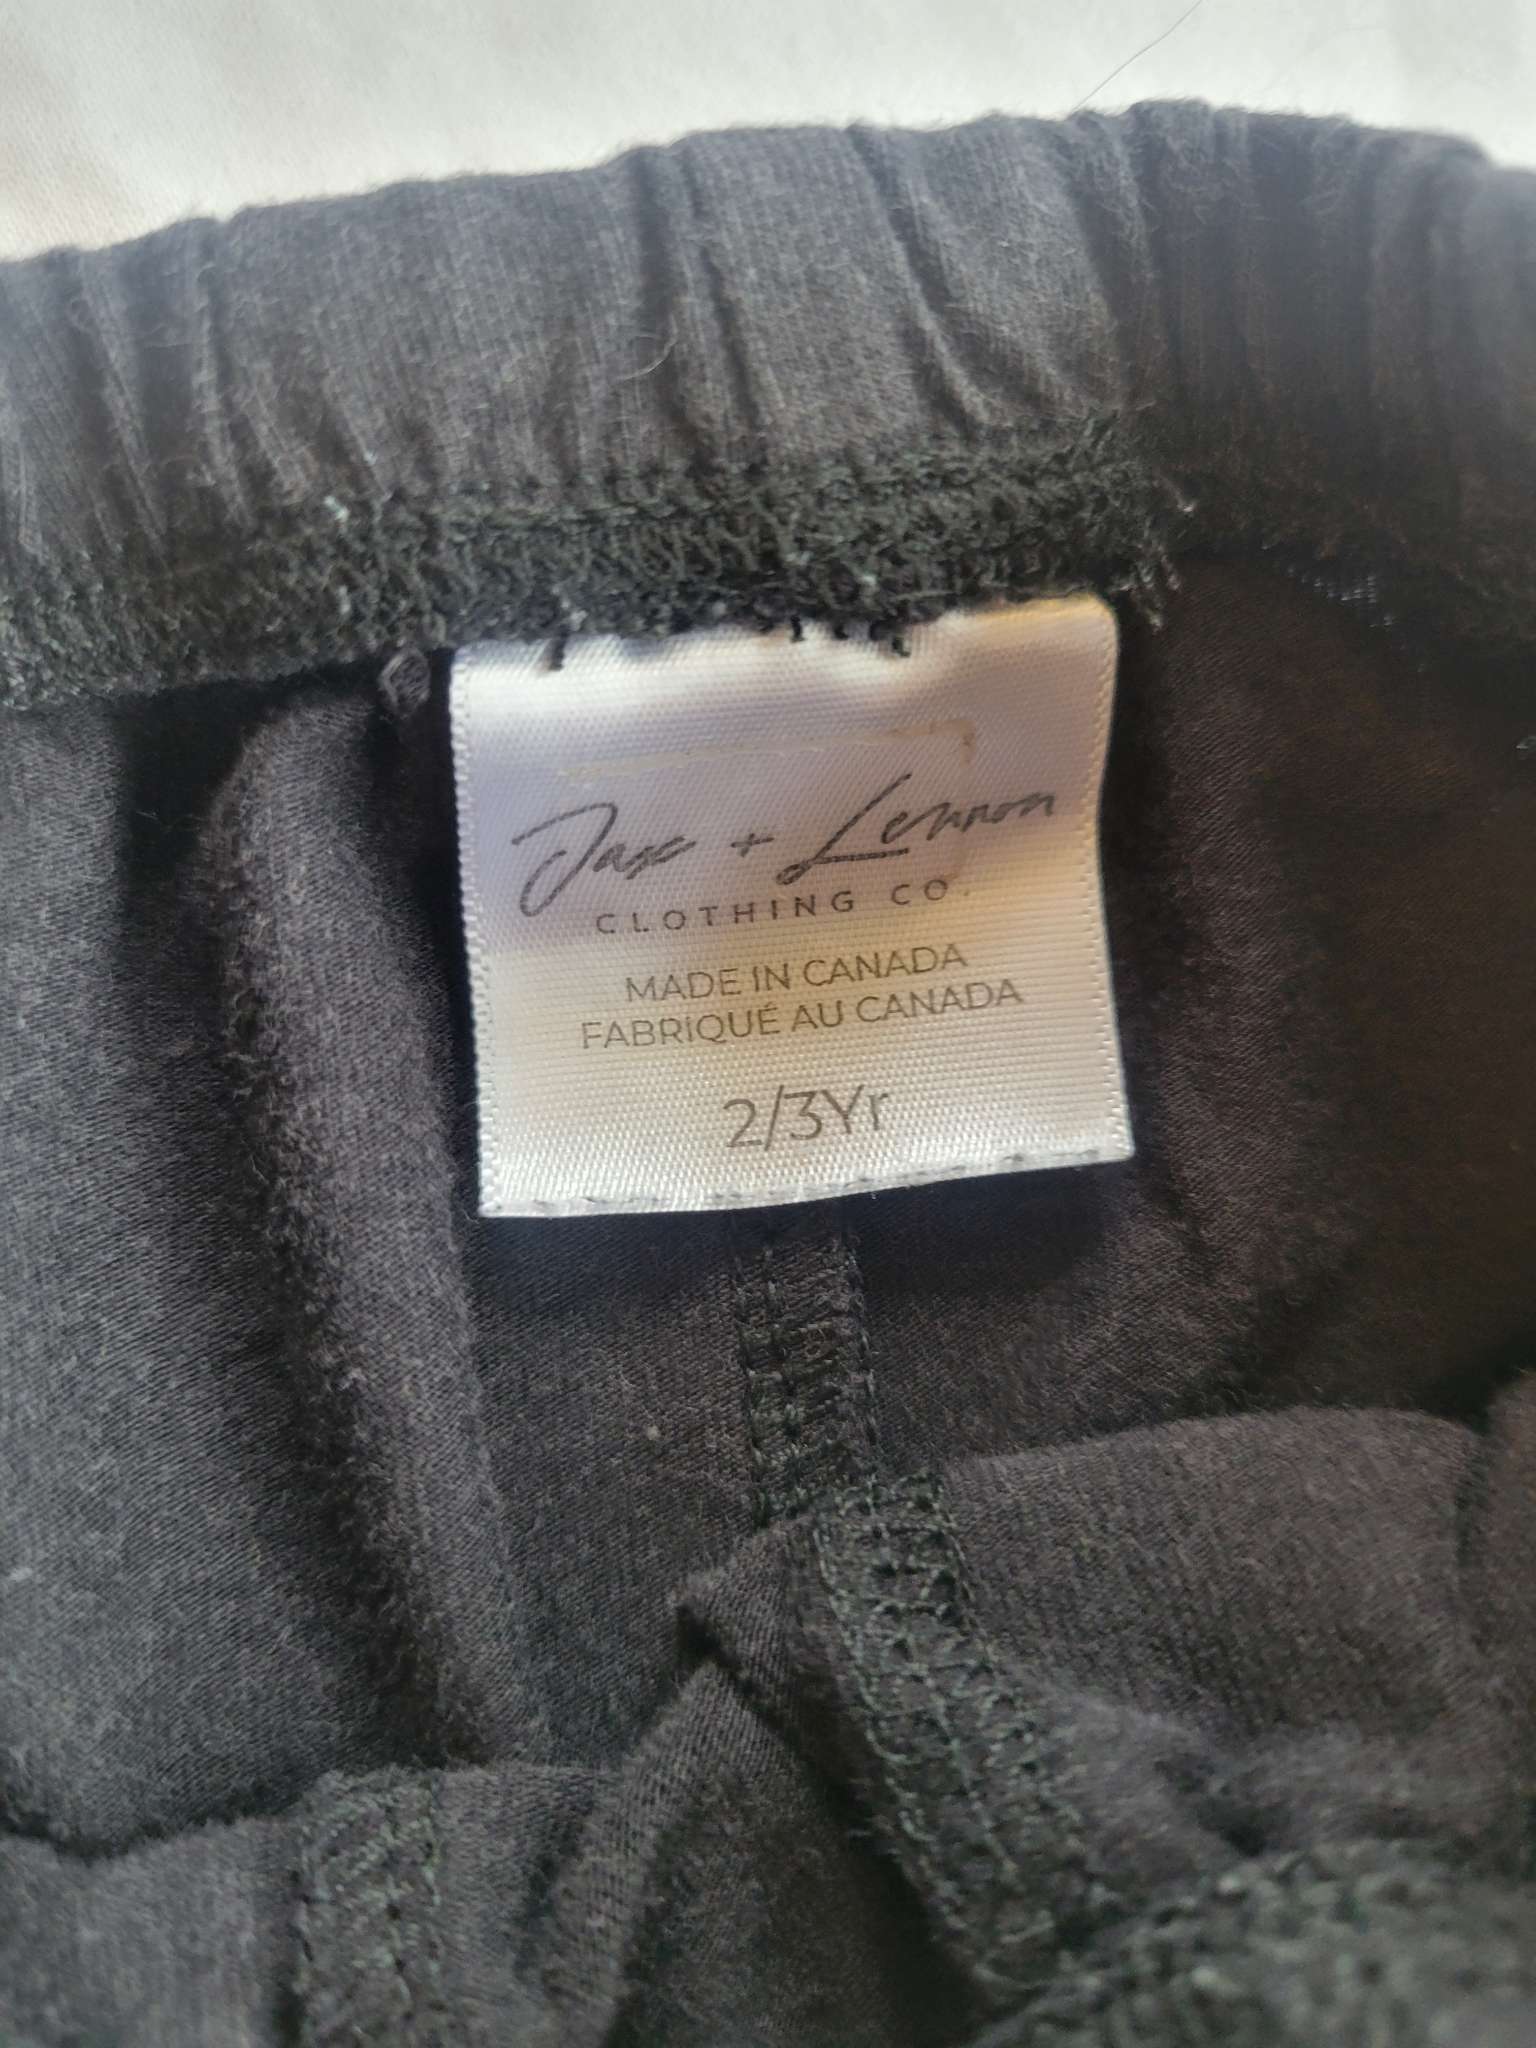 Jax + Lennon
CLOTHING CO.
MADE IN CANADA
FABRIQUÉ AU CANADA
2/3Yr